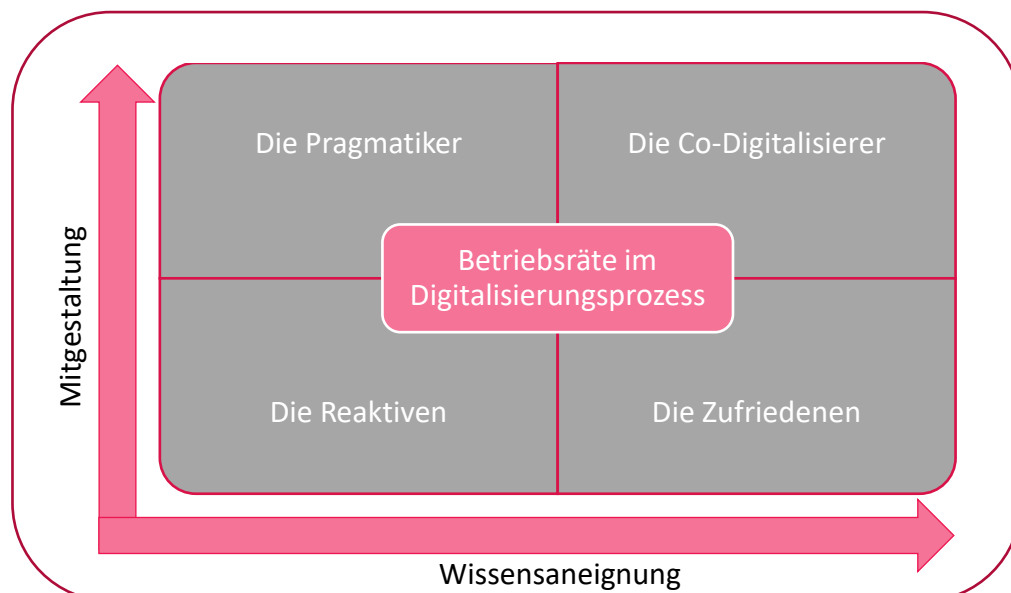 Die Pragmatiker
Die Co-Digitalisierer
Betriebsräte im
Digitalisierungsprozess
Die Reaktiven
Die Zufriedenen
Mitgestaltung
Wissensaneignung